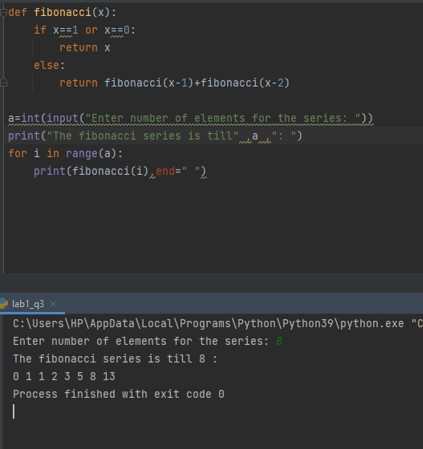 def fibonacci(x):
    if x==1 or x==0:
        return x
    else:
        return fibonacci(x-1)+fibonacci(x-2)
a=int(input("Enter number of elements for the series: "))
print("The fibonacci series is till" ,a ,": ")
for i in range(a):
    print(fibonacci(i),end=" ")
lab1_q3
C:\Users\HP\AppData\Local\Programs\Python\Python39\python.exe "C
Enter number of elements for the series: 8
The fibonacci series is till 8 :
0 1 1 2 3 5 8 13
Process finished with exit code 0